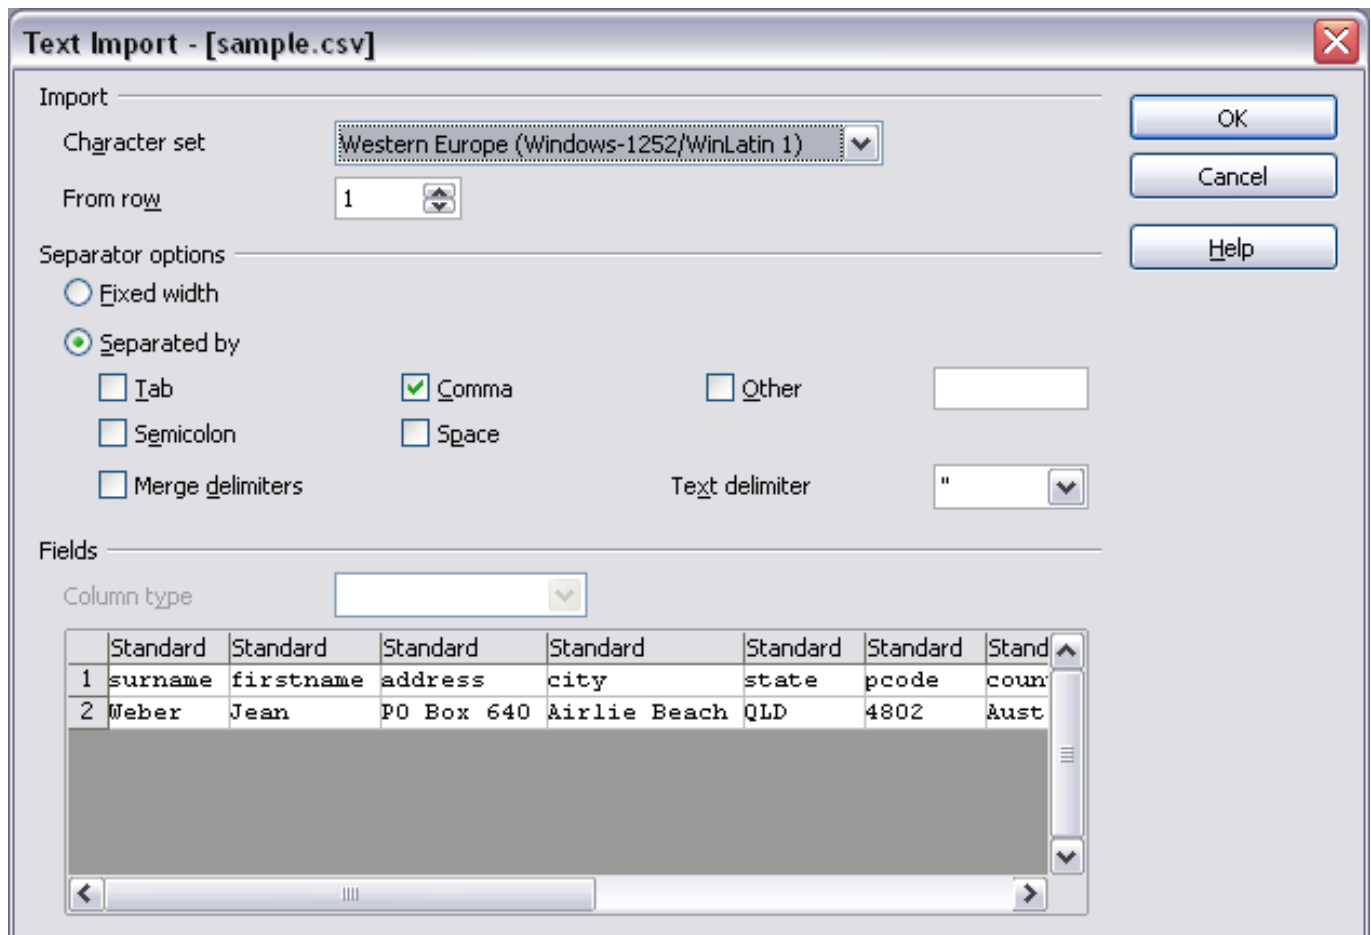 Text Import - [sample.csv]
Import
OK
Character set Western Europe (Windows-1252/WinLatin 1)
Cancel
From row 1
Separator options
Help
Fixed width
Separated by
Tab Comma Other
Semicolon Space
Merge delimiters Text delimiter "
Fields
Column type
Standard Standard Standard Standard Standard Standard Stand
1 surname firstname address city state pcode coun
2 Weber Jean PO Box 640 Airlie Beach QLD 4802 Aust